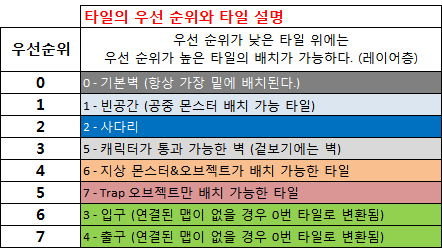 타일의 우선 순위와 타일 설명
우선순위
우선 순위가 낮은 타일 위에는
우선 순위가 높은 타일의 배치가 가능하다. (레이어층)
0 0 - 기본벽 (항상 가장 밑에 배치된다.)
1 1 - 빈공간 (공중 몬스터 배치 가능 타일)
2 2 - 사다리
3 5 - 캐릭터가 통과 가능한 벽 (겉보기에는 벽)
4 6 - 지상 몬스터&오브젝트가 배치 가능한 타일
5 7 - Trap 오브젝트만 배치 가능한 타일
6 3 - 입구 (연결된 맵이 없을 경우 0번 타일로 변환됨)
7 4 - 출구 (연결된 맵이 없을 경우 0번 타일로 변환됨)